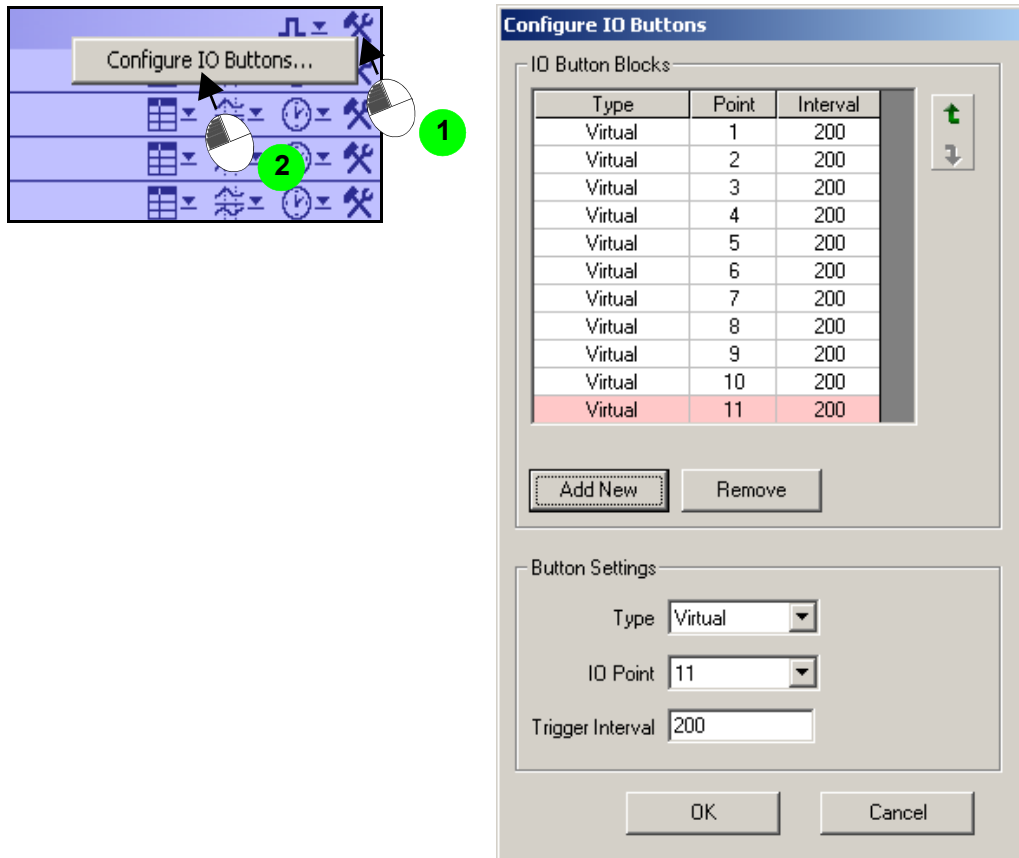 Configure IO Buttons...
1
2
Configure IO Buttons
IO Button Blocks
Type Point Interval
Virtual 1 200
Virtual 2 200
Virtual 3 200
Virtual 4 200
Virtual 5 200
Virtual 6 200
Virtual 7 200
Virtual 8 200
Virtual 9 200
Virtual 10 200
Virtual 11 200
Add New Remove
Button Settings
Type Virtual
IO Point 11
Trigger Interval 200
OK Cancel